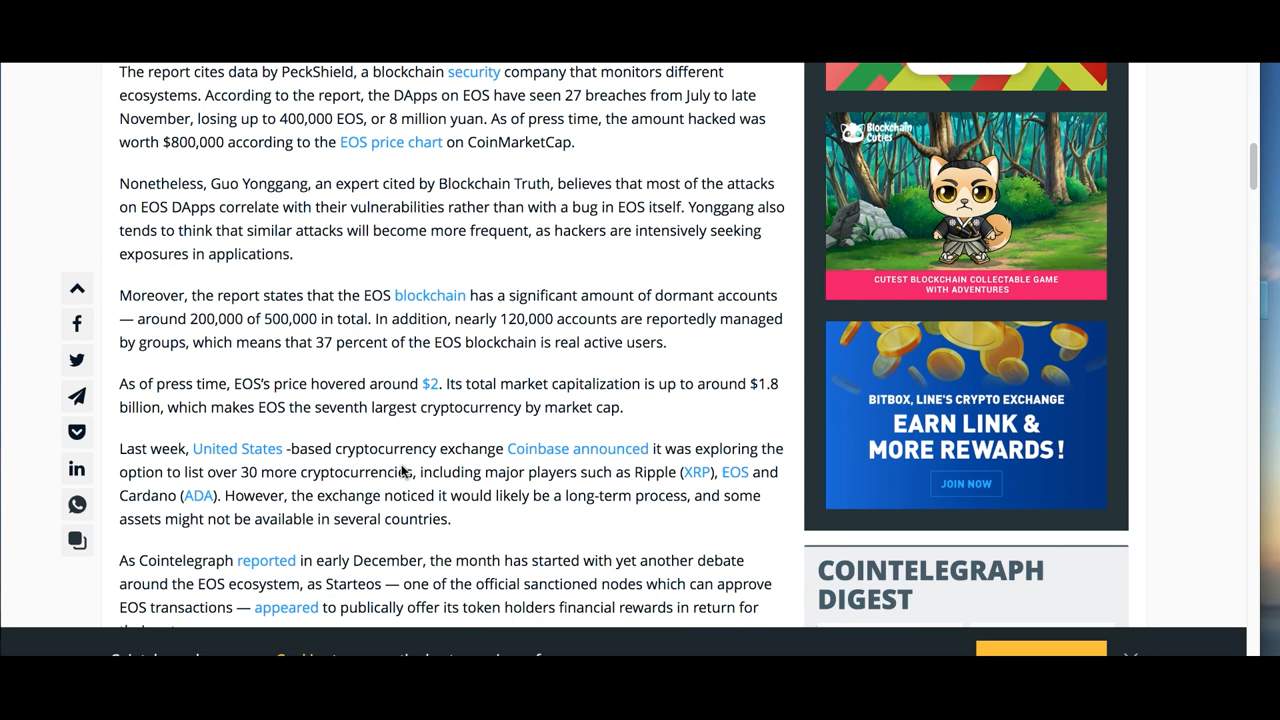 The report cites data by PeckShield, a blockchain security company that monitors different
ecosystems. According to the report, the DApps on EOS have seen 27 breaches from July to late
November, losing up to 400,000 EOS, or 8 million yuan. As of press time, the amount hacked was
worth $800,000 according to the EOS price chart on CoinMarketCap.
Nonetheless, Guo Yonggang, an expert cited by Blockchain Truth, believes that most of the attacks
on EOS DApps correlate with their vulnerabilities rather than with a bug in EOS itself. Yonggang also
tends to think that similar attacks will become more frequent, as hackers are intensively seeking
exposures in applications.
Moreover, the report states that the EOS blockchain has a significant amount of dormant accounts
— around 200,000 of 500,000 in total. In addition, nearly 120,000 accounts are reportedly managed
by groups, which means that 37 percent of the EOS blockchain is real active users.
As of press time, EOS’s price hovered around $2. Its total market capitalization is up to around $1.8
billion, which makes EOS the seventh largest cryptocurrency by market cap.
Last week, United States -based cryptocurrency exchange Coinbase announced it was exploring the
option to list over 30 more cryptocurrencies, including major players such as Ripple (XRP), EOS and
Cardano (ADA). However, the exchange noticed it would likely be a long-term process, and some
assets might not be available in several countries.
As Cointelegraph reported in early December, the month has started with yet another debate
around the EOS ecosystem, as Starteos — one of the official sanctioned nodes which can approve
EOS transactions — appeared to publically offer its token holders financial rewards in return for
Blockchain
Cuties
CUTEST BLOCKCHAIN COLLECTABLE GAME
WITH ADVENTURES
BITBOX, LINE'S CRYPTO EXCHANGE
EARN LINK &
MORE REWARDS!
JOIN NOW
COINTELEGRAPH
DIGEST